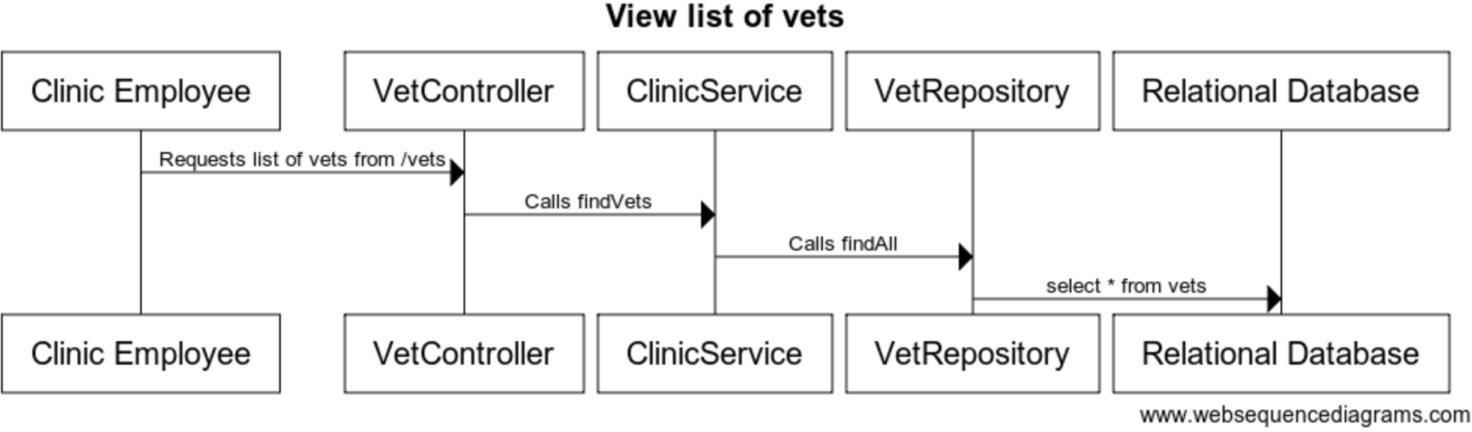 View list of vets
Clinic Employee
VetController
ClinicService
VetRepository
Relational Database
Requests list of vets from /vets
Calls findVets
Calls findAll
select * from vets
Clinic Employee
VetController
ClinicService
VetRepository
Relational Database
www.websequencediagrams.com